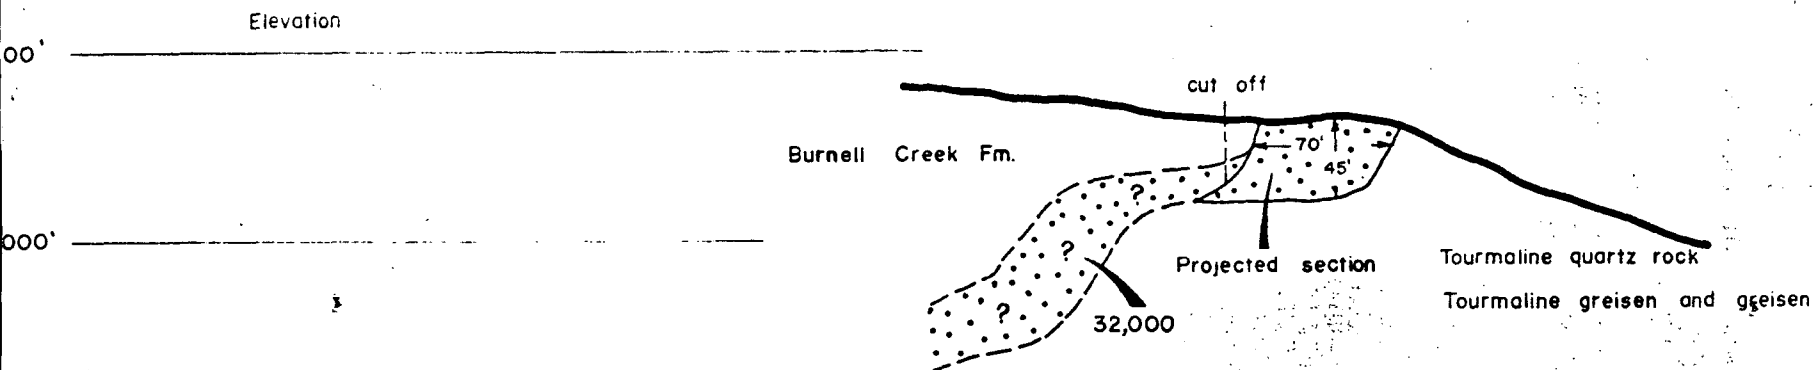 Elevation
00'
cut off
70'
Burnell Creek Fm.
45'
?
000'
?
Projected section
Tourmaline quartz rock
Tourmaline greisen and greisen
?
32,000